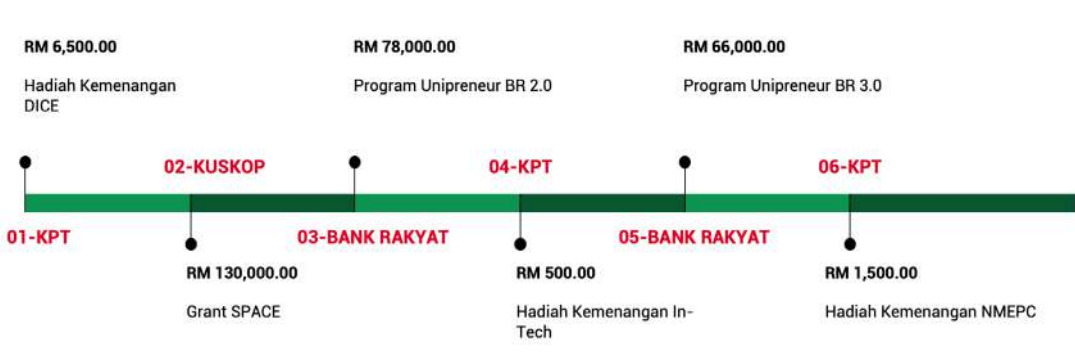 RM 6,500.00
Hadiah Kemenangan
DICE
RM 78,000.00
Program Unipreneur BR 2.0
RM 66,000.00
Program Unipreneur BR 3.0
02-KUSKOP
04-KPT
06-KPT
01-KPT
03-BANK RAKYAT
05-BANK RAKYAT
RM 130,000.00
Grant SPACE
RM 500.00
Hadiah Kemenangan In-
Tech
RM 1,500.00
Hadiah Kemenangan NMEPC